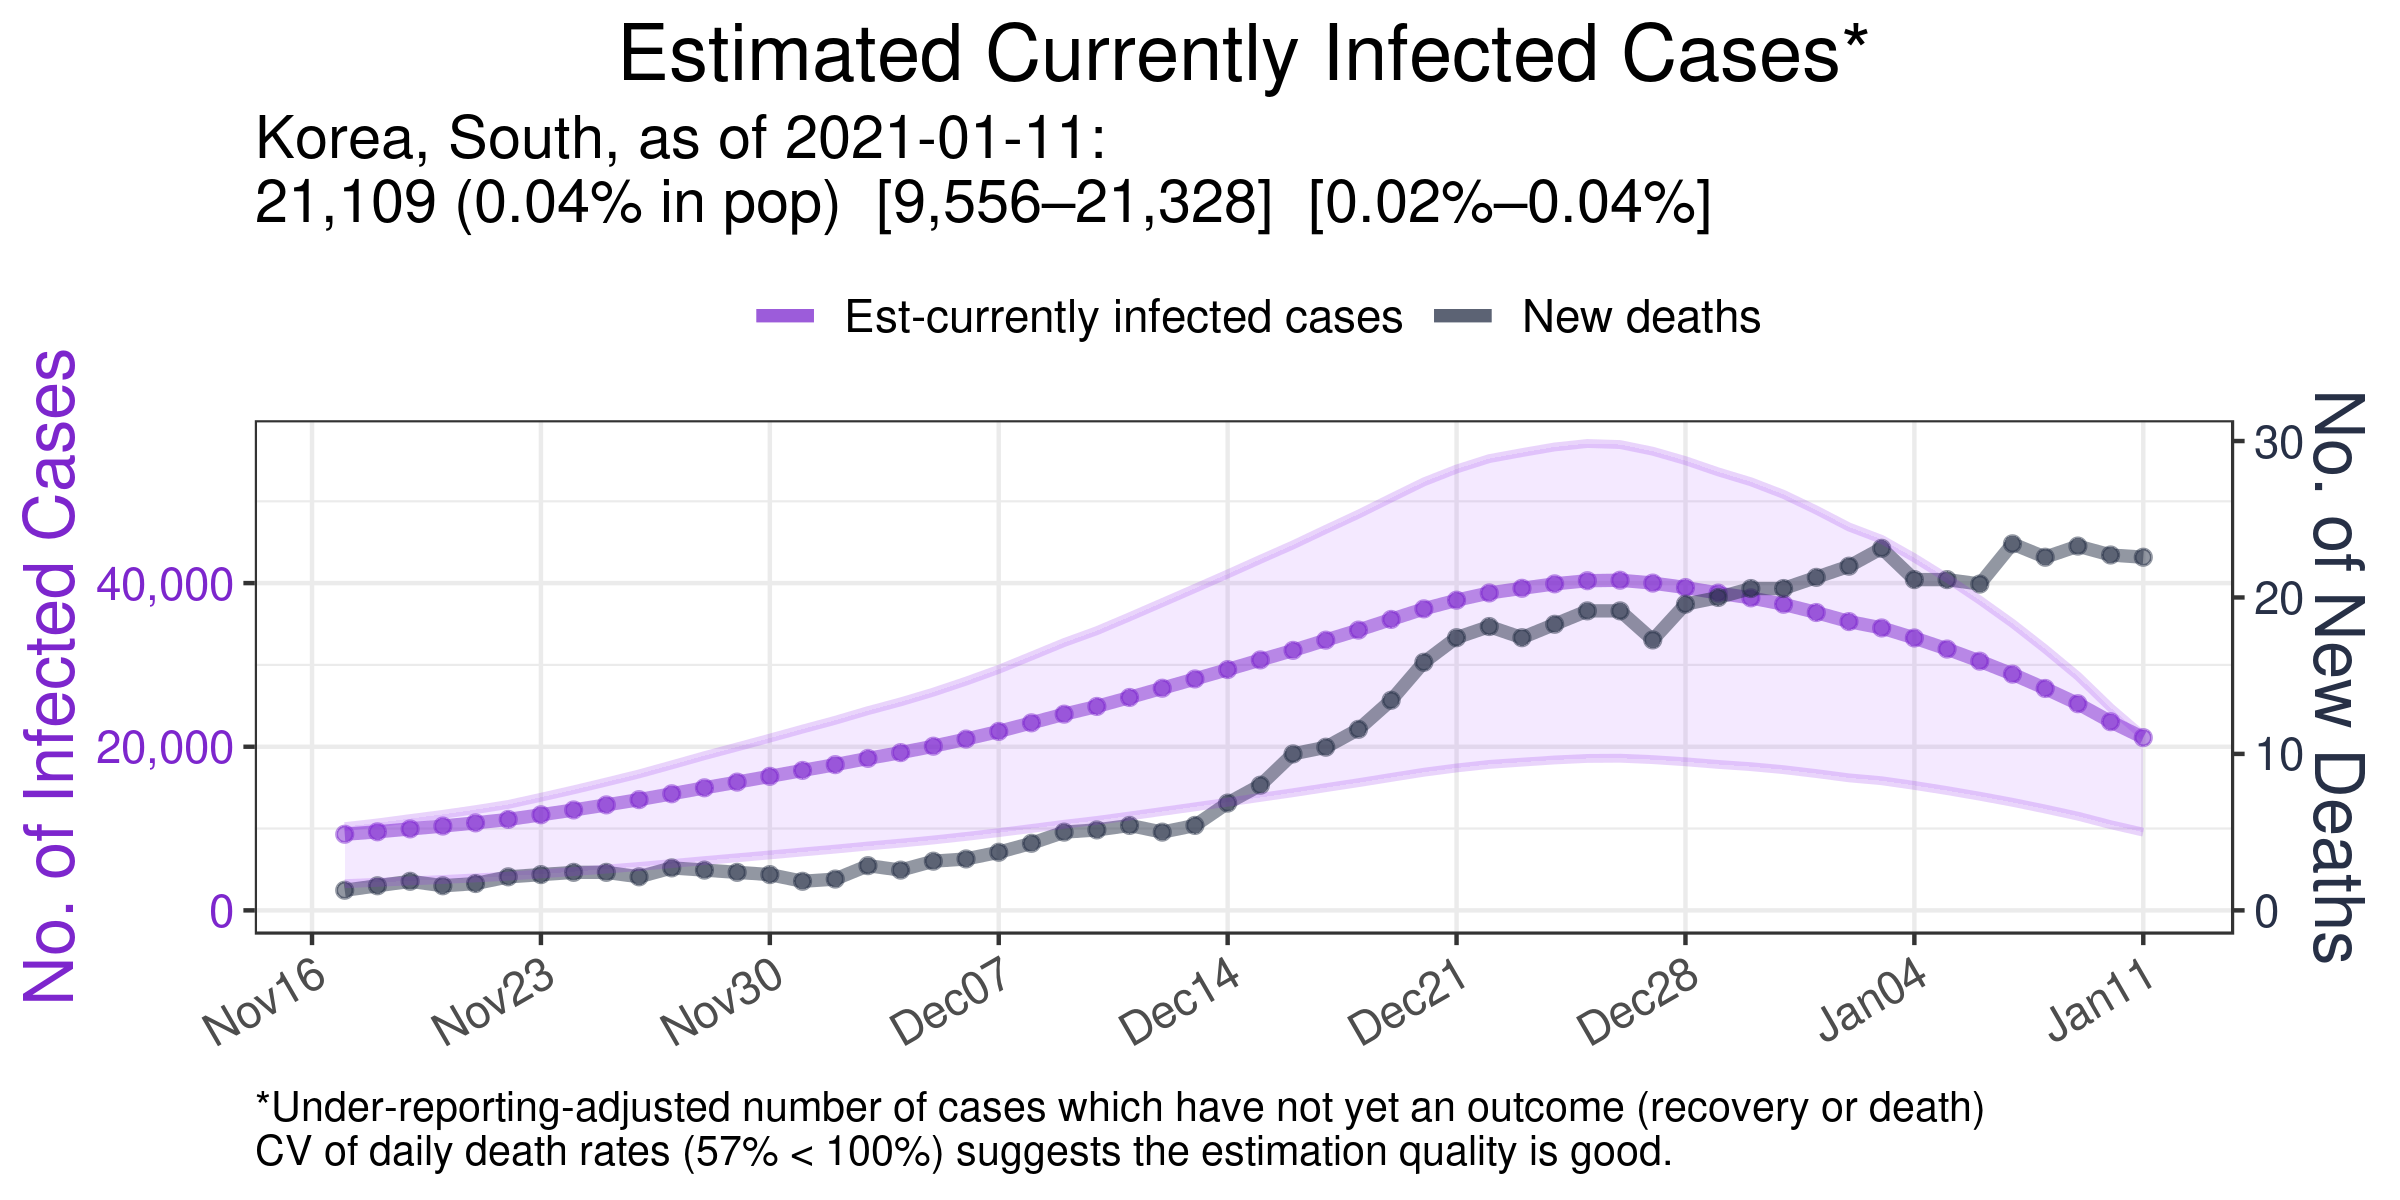 Estimated Currently Infected Cases*
Korea, South, as of 2021-01-11:
21,109 (0.04% in pop)  [9,556–21,328]  [0.02%–0.04%]
Est-currently infected cases
New deaths
No. of Infected Cases
40,000
20,000
0
30
20
10
0
No. of New Deaths
Nov16
Nov23
Nov30
Dec07
Dec14
Dec21
Dec28
Jan04
Jan11
*Under-reporting-adjusted number of cases which have not yet an outcome (recovery or death)
CV of daily death rates (57% < 100%) suggests the estimation quality is good.